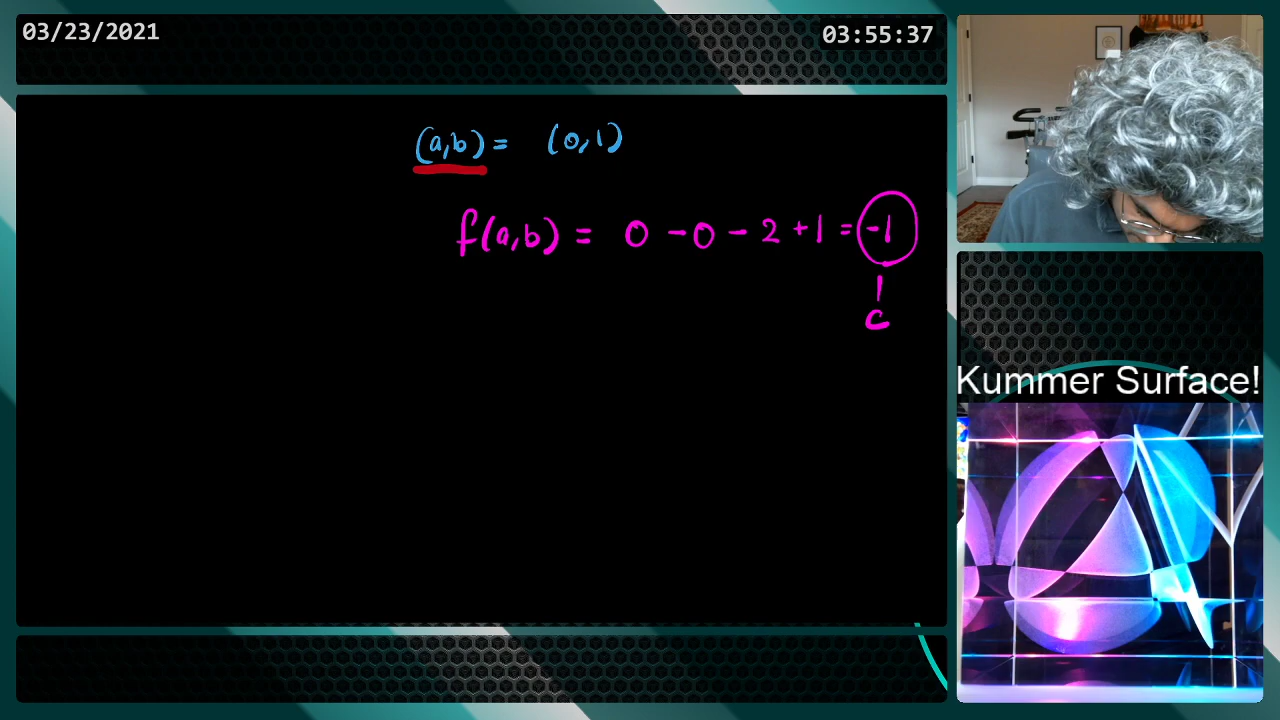 03/23/2021
03:55:37
(a,b) = (0,1)
f(a,b) = 0 - 0 - 2 + 1 = -1
c
Kummer Surface!